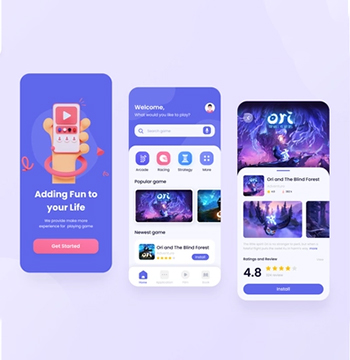 Adding Fun to
your Life
We provide make more
experience for playing game
Get Started
Welcome,
What would you like to play?
Search game
Arcade
Racing
Strategy
More
Popular game
Newest game
Ori and The Blind Forest
Install
Home
ori
Ori and The Blind Forest
Ratings and Review
4.8
Install